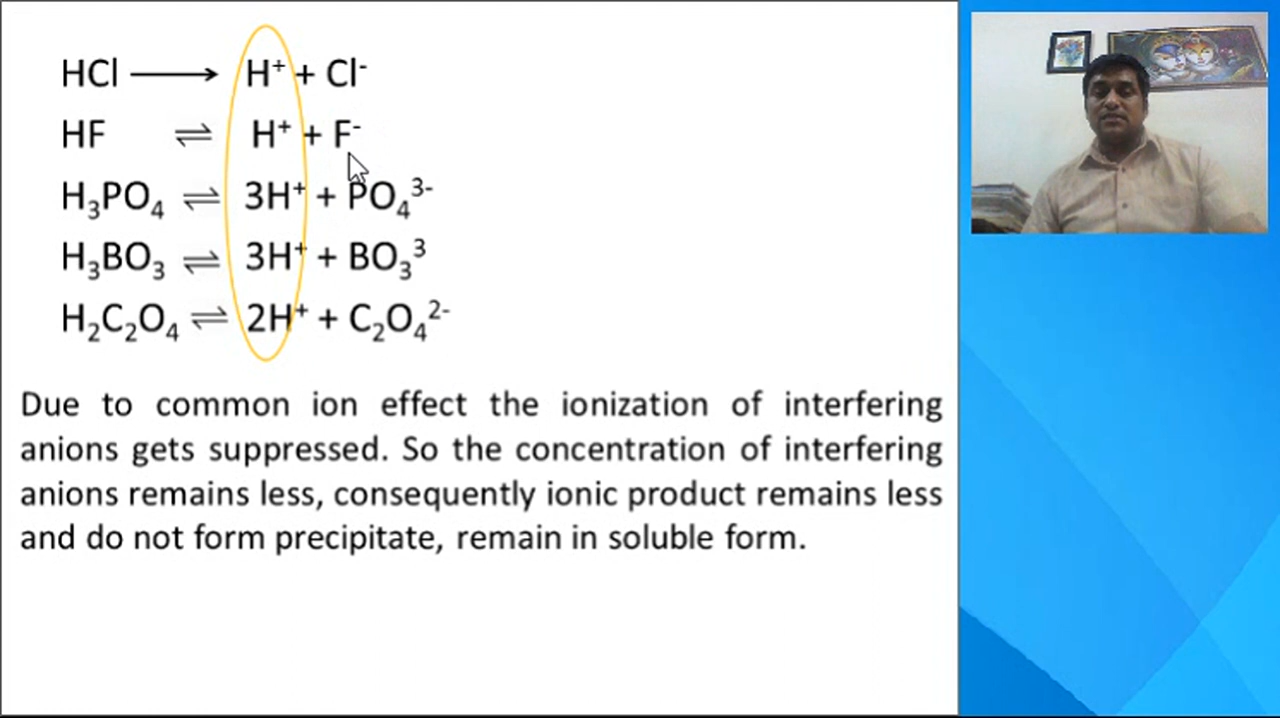 HCl ⟶ H⁺ + Cl⁻
HF ⇌ H⁺ + F⁻
H₃PO₄ ⇌ 3H⁺ + PO₄³⁻
H₃BO₃ ⇌ 3H⁺ + BO₃³
H₂C₂O₄ ⇌ 2H⁺ + C₂O₄²⁻
Due to common ion effect the ionization of interfering
anions gets suppressed. So the concentration of interfering
anions remains less, consequently ionic product remains less
and do not form precipitate, remain in soluble form.